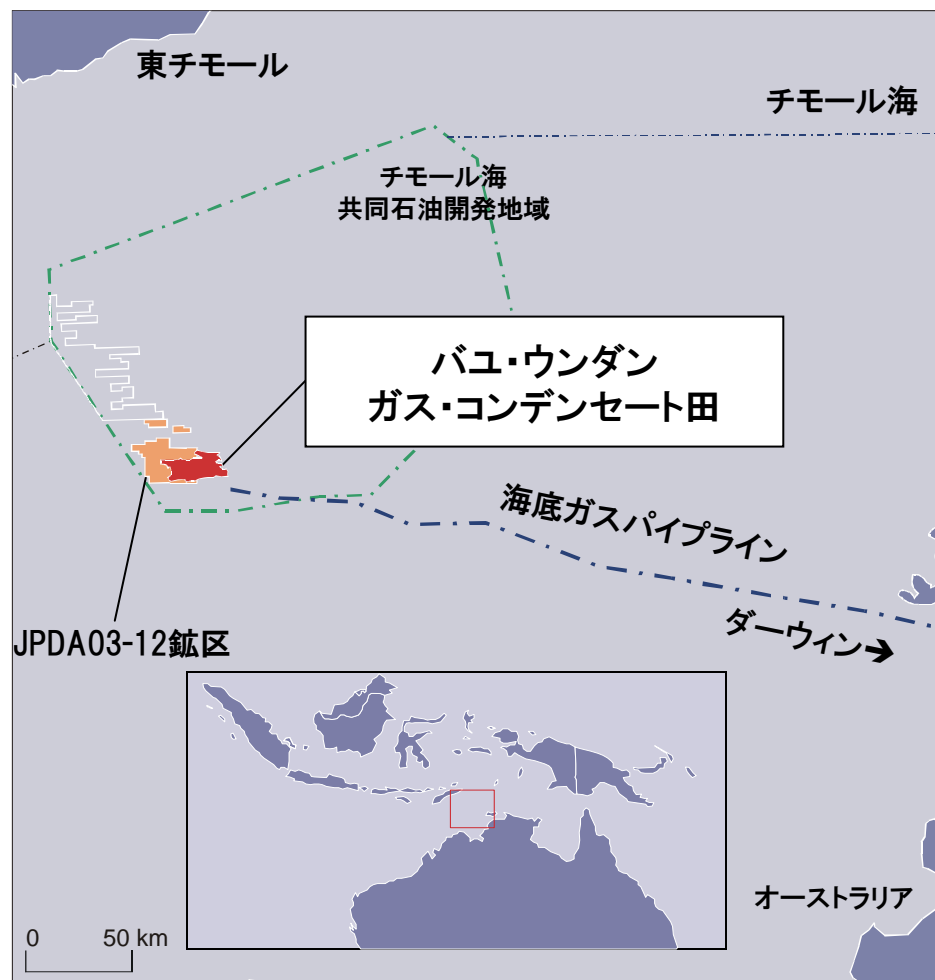 東チモール
チモール海
チモール海
共同石油開発地域
バユ・ウンダン
ガス・コンデンセート田
海底ガスパイプライン
ダーウィン→
JPDA03-12鉱区
オーストラリア
0 50 km